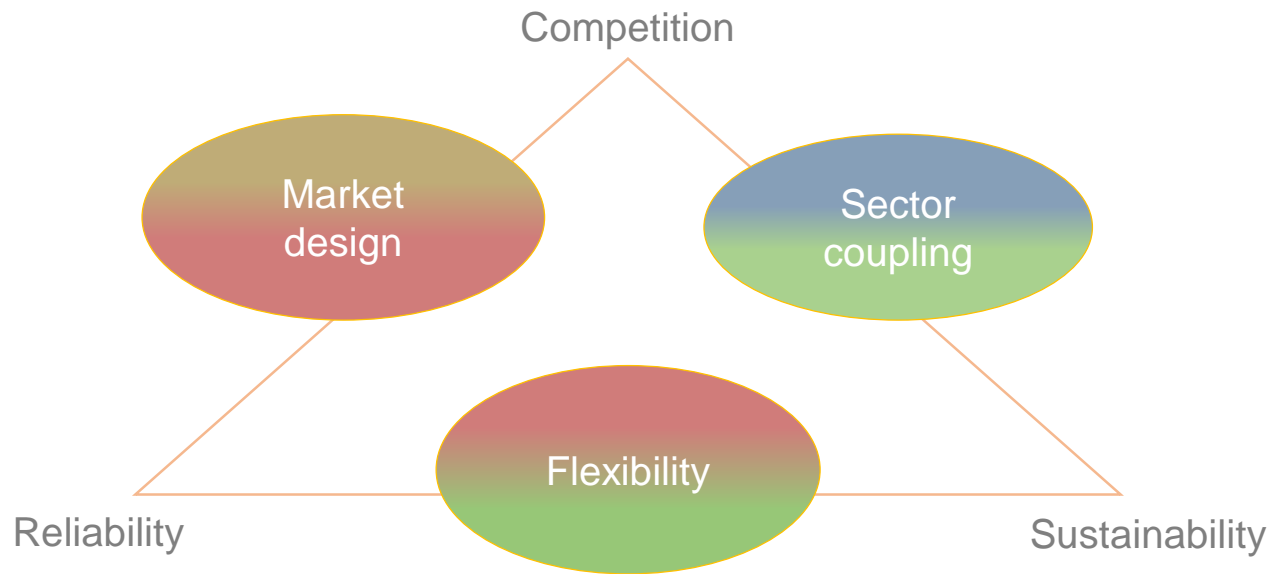 Competition
Market
design
Sector
coupling
Flexibility
Reliability
Sustainability